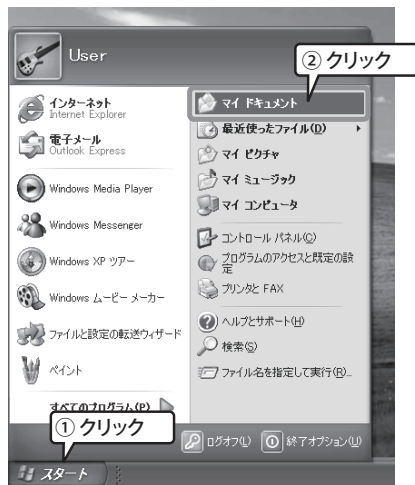 User
② クリック
インターネット
Internet Explorer
電子メール
Outlook Express
Windows Media Player
Windows Messenger
Windows XP ツアー
Windows ムービー メーカー
ファイルと設定の転送ウィザード
ペイント
すべてのプログラム(P)
マイ ドキュメント
最近使ったファイル(D)
マイ ピクチャ
マイ ミュージック
マイ コンピュータ
コントロール パネル(C)
プログラムのアクセスと既定の設
定
プリンタと FAX
ヘルプとサポート(H)
検索(S)
ファイル名を指定して実行(R)...
① クリック
ログオフ(L)
終了オプション(U)
スタート